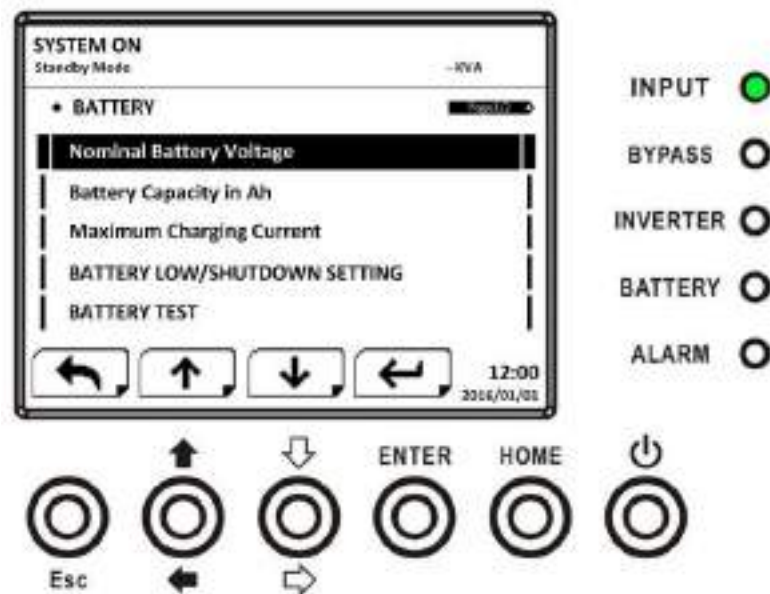 SYSTEM ON
Standby Mode --KVA
BATTERY
Nominal Battery Voltage
Battery Capacity in Ah
Maximum Charging Current
BATTERY LOW/SHUTDOWN SETTING
BATTERY TEST
12:00
2016/01/01
INPUT
BYPASS
INVERTER
BATTERY
ALARM
ENTER HOME
Esc